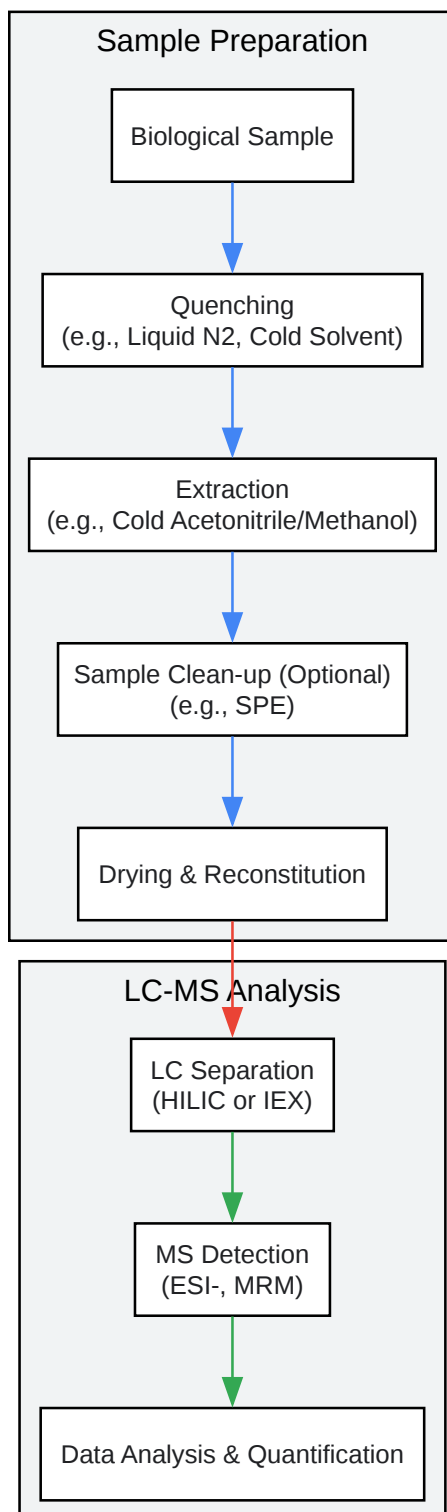 Sample Preparation
Biological Sample
Quenching
(e.g., Liquid N2, Cold Solvent)
Extraction
(e.g., Cold Acetonitrile/Methanol)
Sample Clean-up (Optional)
(e.g., SPE)
Drying & Reconstitution
LC-MS Analysis
LC Separation
(HILIC or IEX)
MS Detection
(ESI-, MRM)
Data Analysis & Quantification